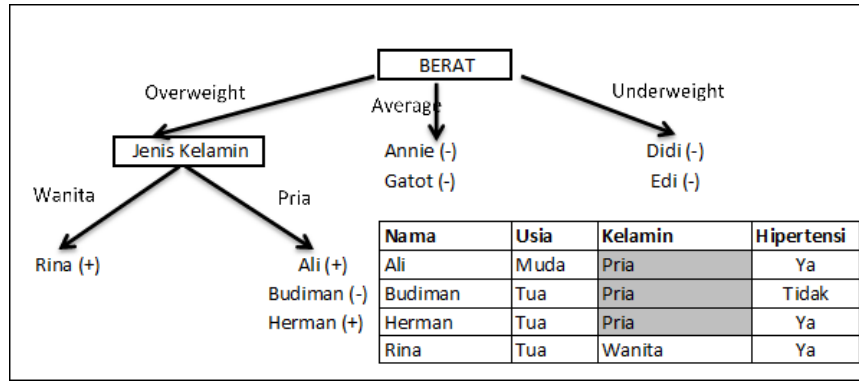 BERAT
Overweight
Average
Underweight
Jenis Kelamin
Annie (-)
Gatot (-)
Didi (-)
Edi (-)
Wanita
Pria
Rina (+)
Ali (+)
Budiman (-)
Herman (+)
Nama Usia Kelamin Hipertensi
Ali Muda Pria Ya
Budiman Tua Pria Tidak
Herman Tua Pria Ya
Rina Tua Wanita Ya